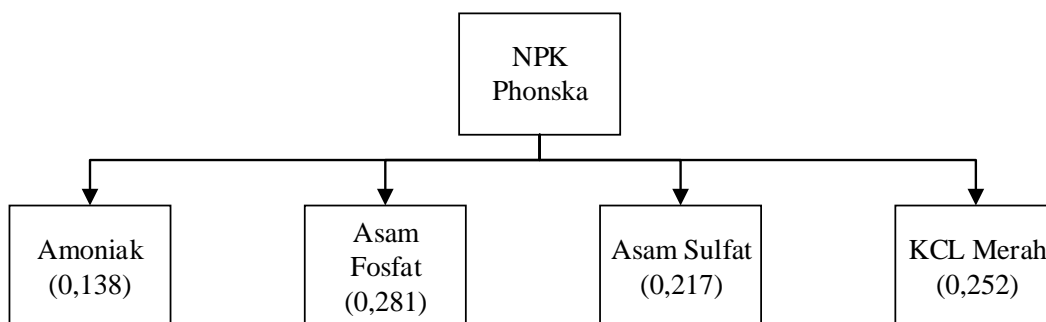 NPK
Phonska
Amoniak
(0,138)
Asam
Fosfat
(0,281)
Asam Sulfat
(0,217)
KCL Merah
(0,252)